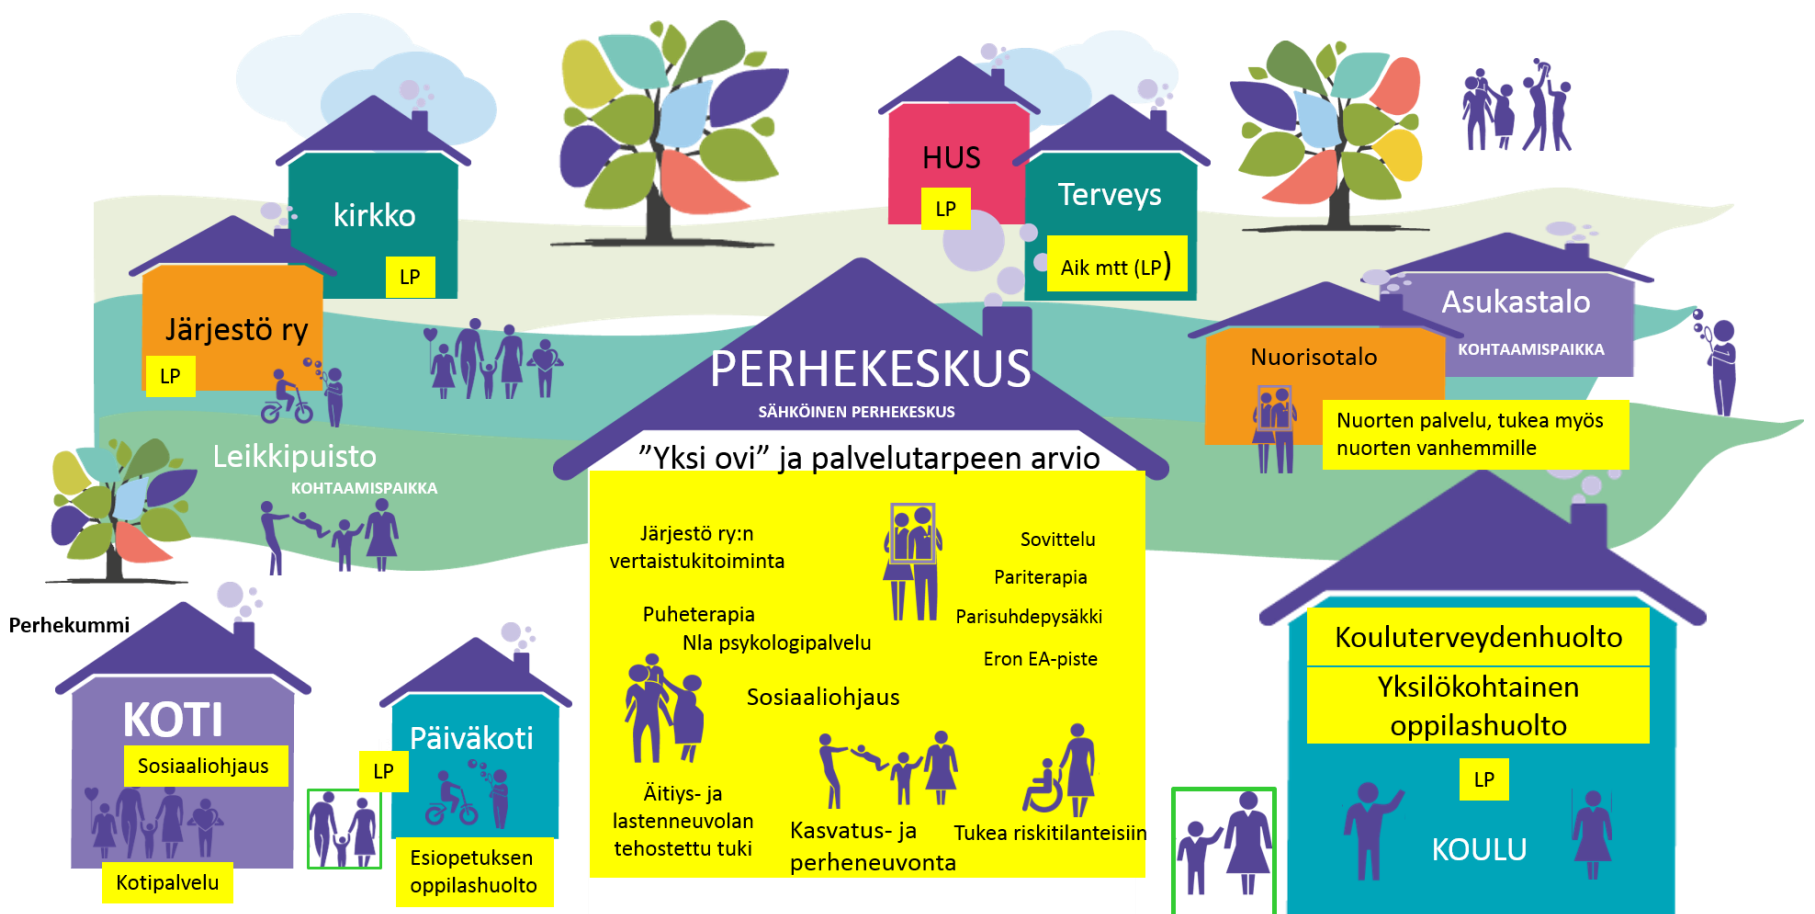 HUS
LP
Terveys
Aik mtt (LP)
kirkko
LP
Järjestö ry
LP
Asukastalo
KOHTAAMISPAIKKA
Nuorisotalo
Nuorten palvelu, tukea myös
nuorten vanhemmille
Leikkipuisto
KOHTAAMISPAIKKA
PERHEKESKUS
SÄHKÖINEN PERHEKESKUS
”Yksi ovi” ja palvelutarpeen arvio
Järjestö ry:n
vertaistukitoiminta
Puheterapia
Nla psykologipalvelu
Sovittelu
Pariterapia
Parisuhdepysäkki
Eron EA-piste
Sosiaaliohjaus
Äitiys- ja
lastenneuvolan
tehostettu tuki
Kasvatus- ja
perheneuvonta
Tukea riskitilanteisiin
Perhekummi
KOTI
Sosiaaliohjaus
Kotipalvelu
Päiväkoti
LP
Esiopetuksen
oppilashuolto
Kouluterveydenhuolto
Yksilökohtainen
oppilashuolto
LP
KOULU